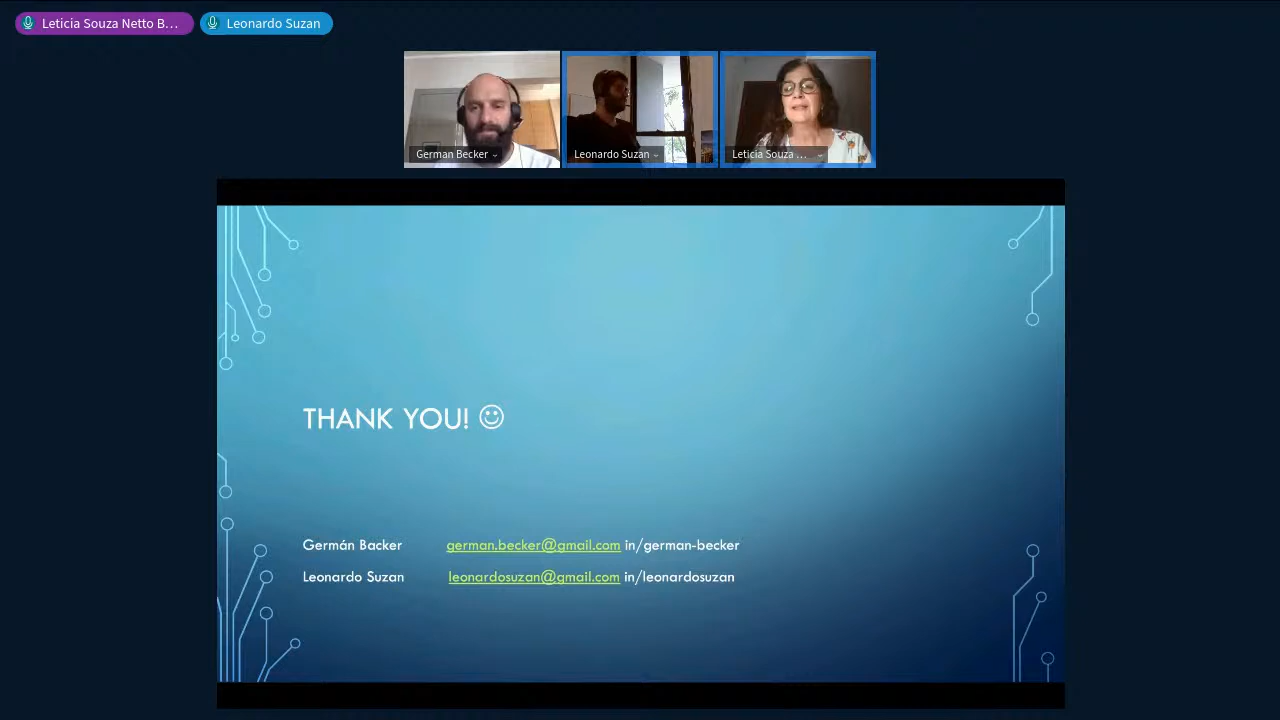 Leticia Souza Netto B...
Leonardo Suzan
German Becker
Leonardo Suzan
Leticia Souza ...
THANK YOU! ☺
Germán Backer german.becker@gmail.com in/german-becker
Leonardo Suzan leonardosuzan@gmail.com in/leonardosuzan